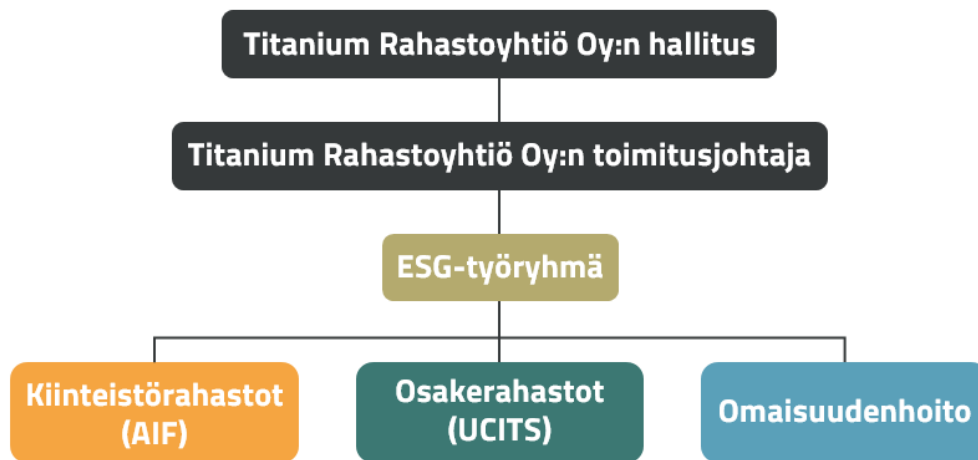 Titanium Rahastoyhtiö Oy:n hallitus
Titanium Rahastoyhtiö Oy:n toimitusjohtaja
ESG-työryhmä
Kiinteistörahastot
(AIF)
Osakerahastot
(UCITS)
Omaisuudenhoito